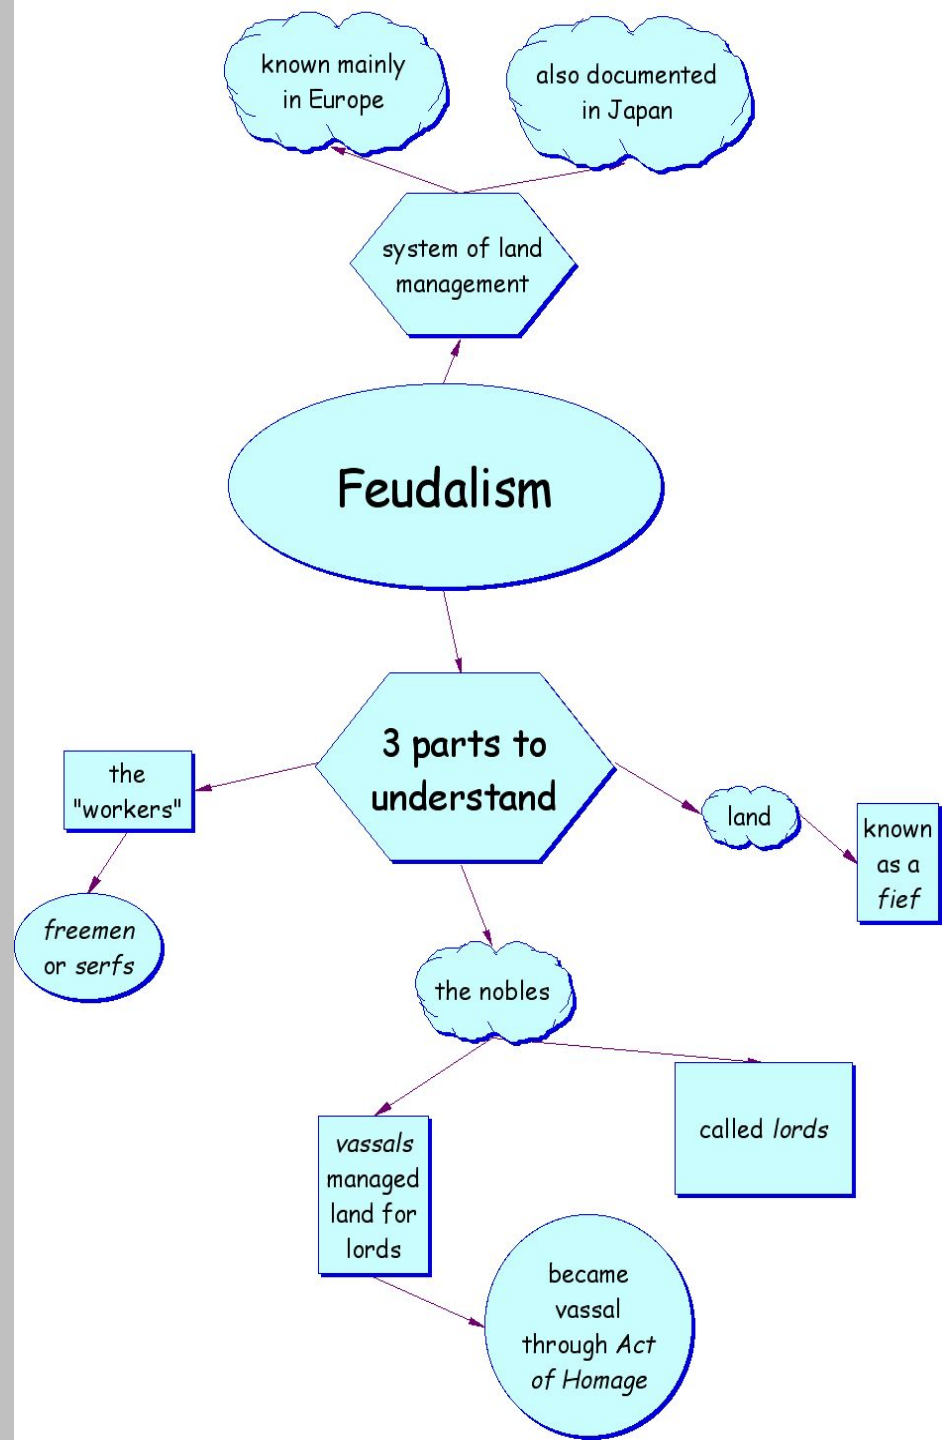 known mainly
in Europe
also documented
in Japan
system of land
management
Feudalism
3 parts to
understand
the
"workers"
freemen
or serfs
land
known
as a
fief
the nobles
vassals
managed
land for
lords
called lords
became
vassal
through Act
of Homage